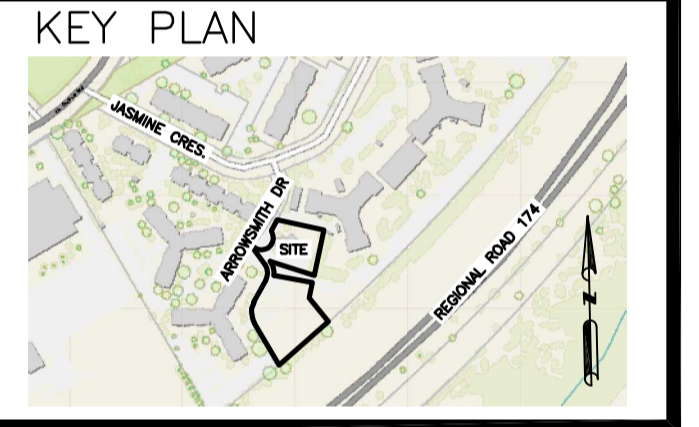 KEY PLAN
JASMINE CRES.
ARROWSMITH DR
SITE
REGIONAL ROAD 174
N